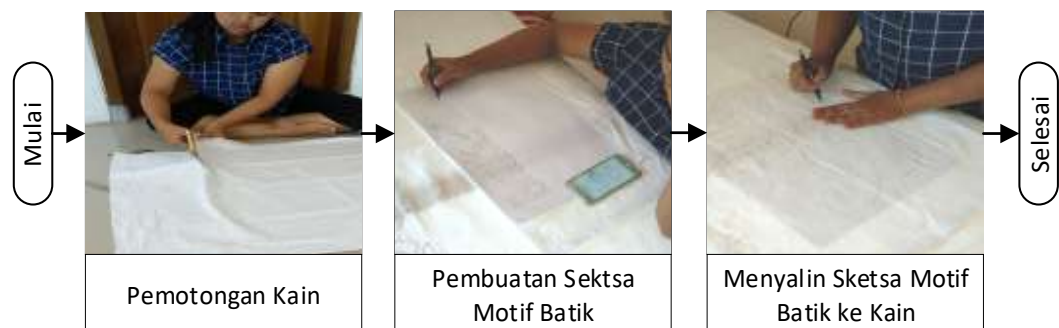 Mulai
Pemotongan Kain
Pembuatan Sektsa
Motif Batik
Menyalin Sketsa Motif
Batik ke Kain
Selesai